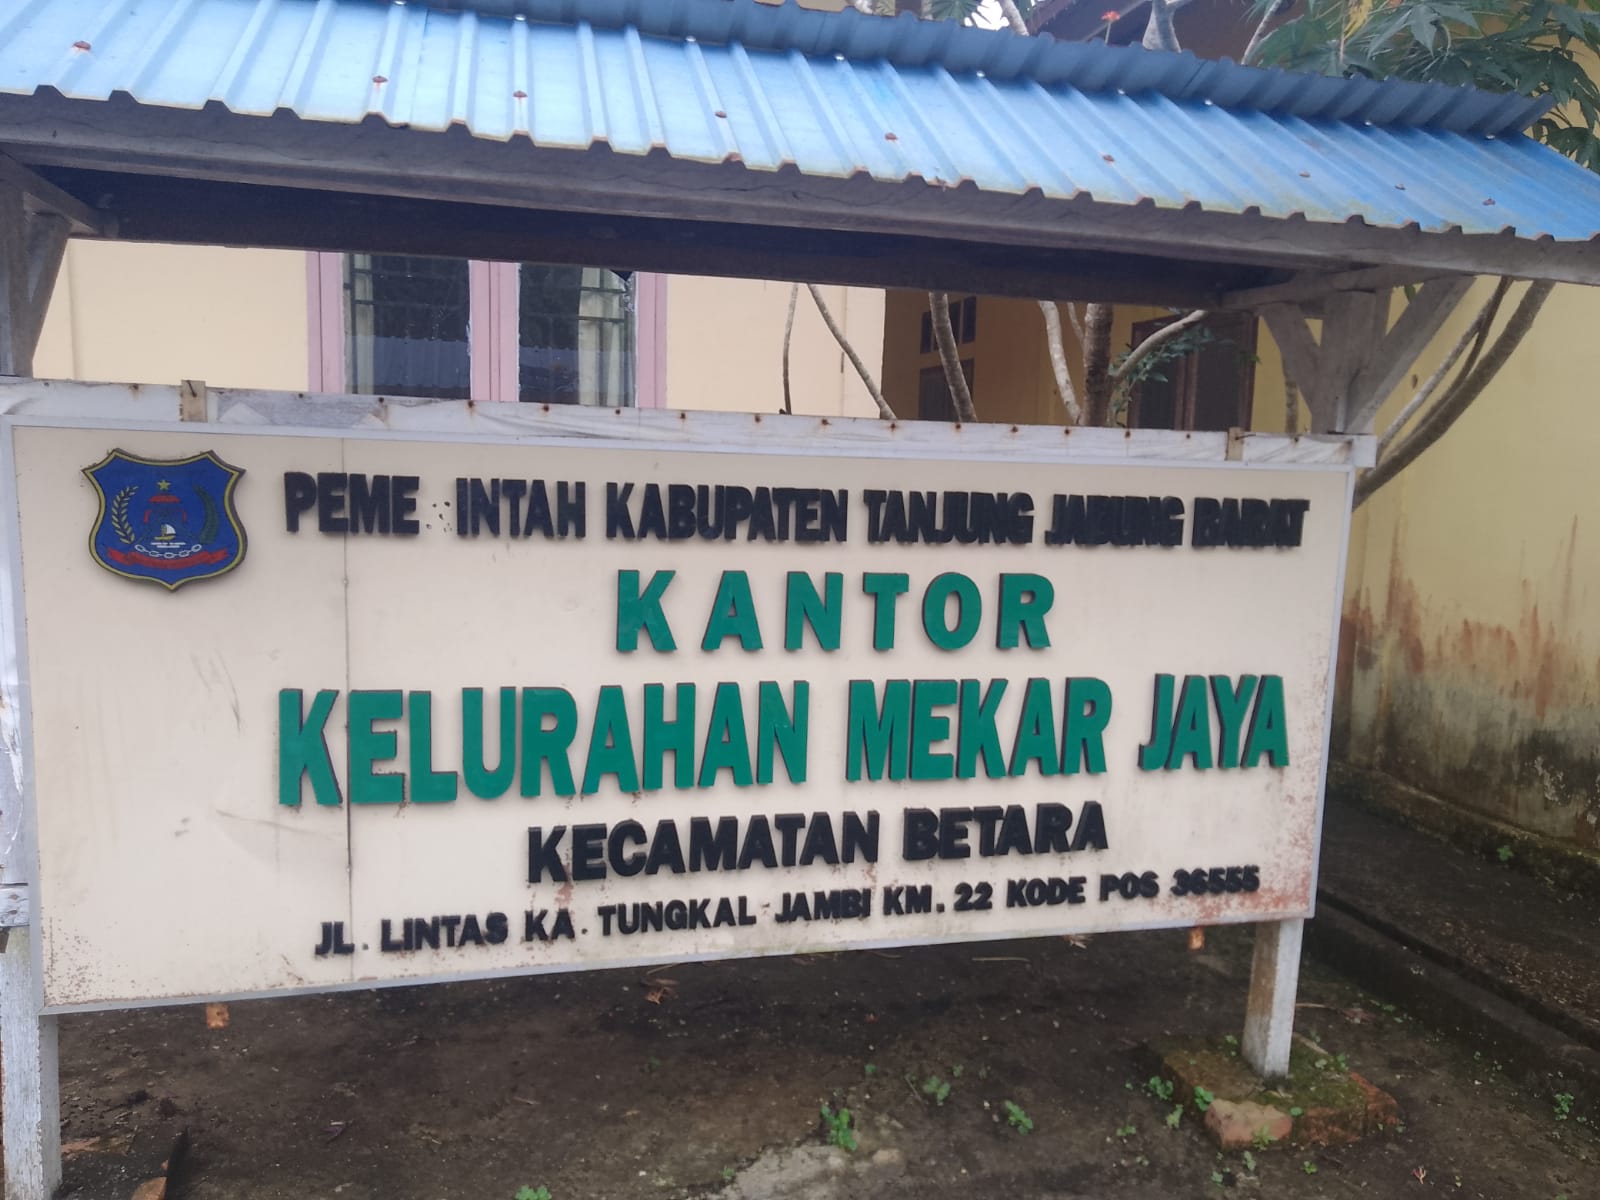 PEME INTAH KABUPATEN TANJUNG JABUNG BARAT
KANTOR
KELURAHAN MEKAR JAYA
KECAMATAN BETARA
JL. LINTAS KA. TUNGKAL-JAMBI KM. 22 KODE POS 36555